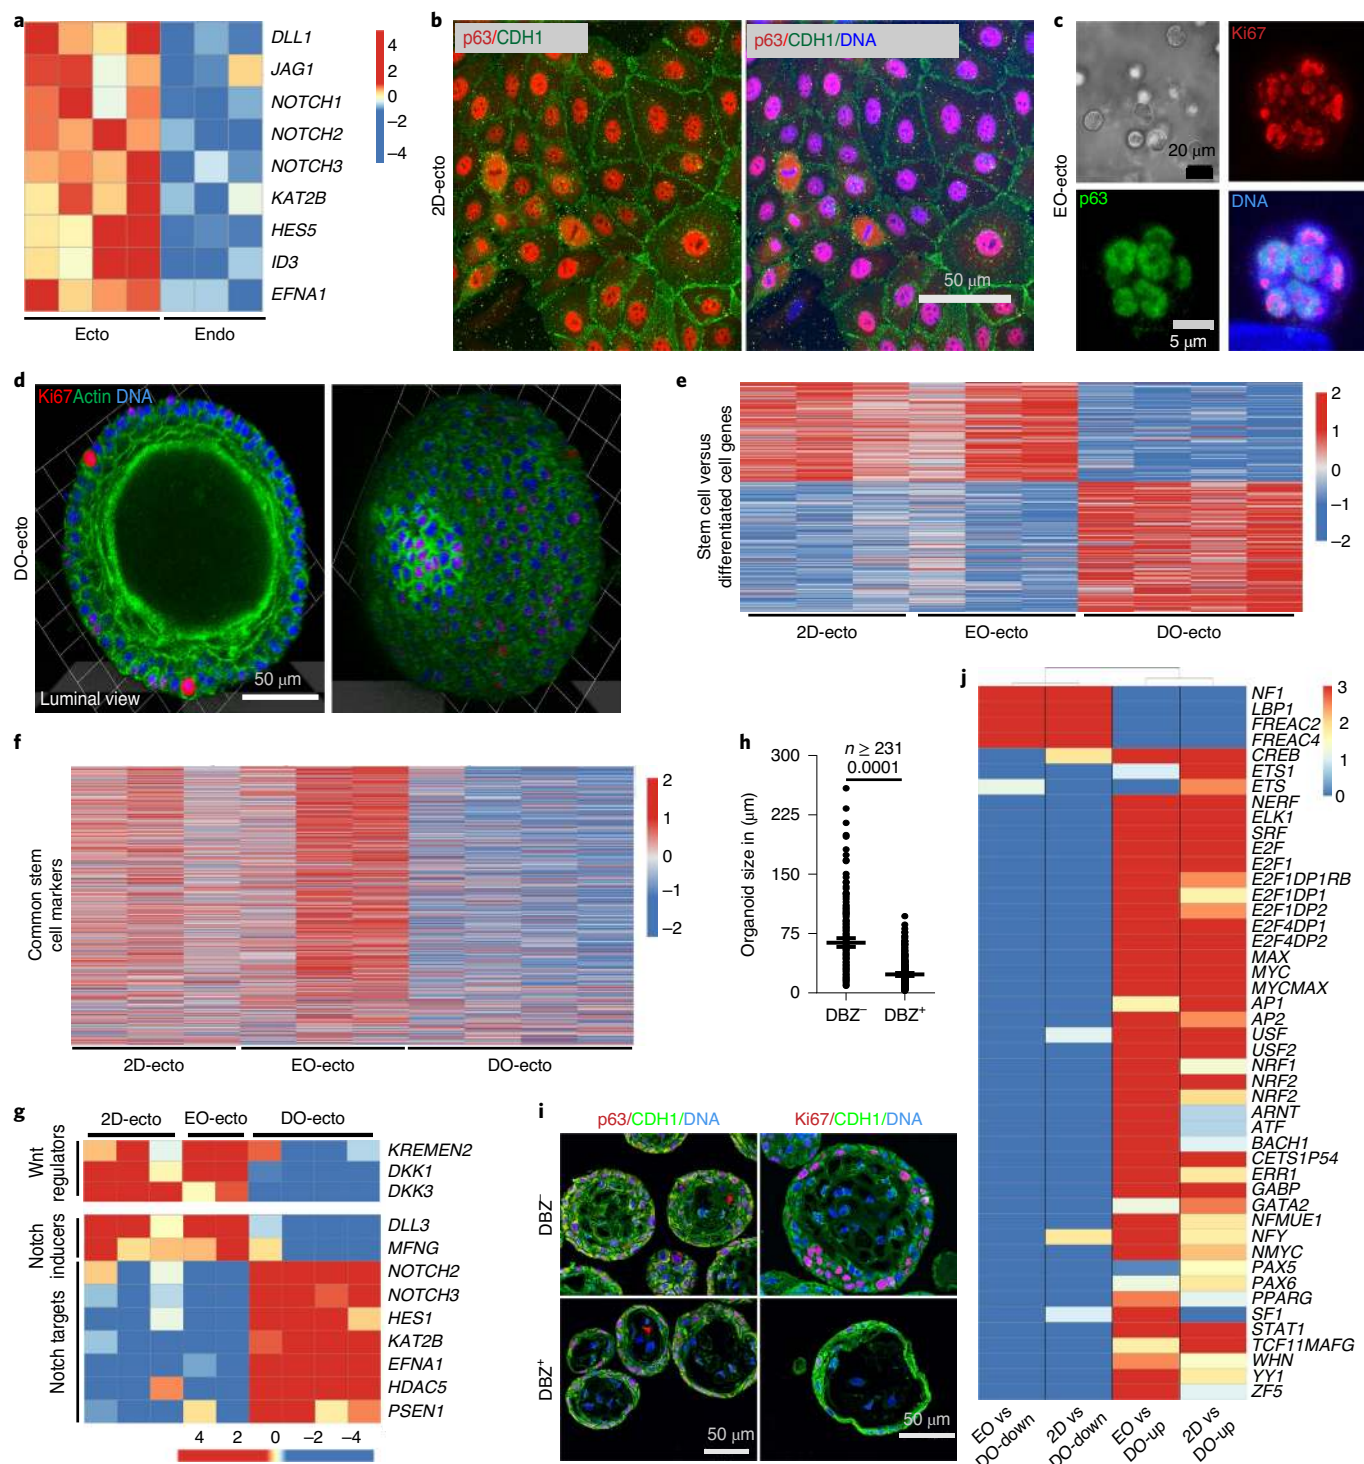 a
DLL1
JAG1
NOTCH1
NOTCH2
NOTCH3
KAT2B
HES5
ID3
EFNA1
4
2
0
–2
–4
Ecto
Endo
b
p63/CDH1
p63/CDH1/DNA
2D-ecto
50 μm
c
Ki67
20 μm
EO-ecto
p63
DNA
5 μm
d
Ki67Actin DNA
DO-ecto
Luminal view
50 μm
e
Stem cell versus
differentiated cell genes
2
1
0
–1
–2
2D-ecto
EO-ecto
DO-ecto
f
Common stem
cell markers
2
1
0
–1
–2
2D-ecto
EO-ecto
DO-ecto
g
2D-ecto
EO-ecto
DO-ecto
Wnt
regulators
KREMEN2
DKK1
DKK3
Notch
inducers
DLL3
MFNG
Notch targets
NOTCH2
NOTCH3
HES1
KAT2B
EFNA1
HDAC5
PSEN1
4 2 0 –2 –4
h
n ≥ 231
0.0001
Organoid size in (μm)
300
225
150
75
0
DBZ–
DBZ+
i
p63/CDH1/DNA
Ki67/CDH1/DNA
DBZ–
DBZ+
50 μm
50 μm
j
3
2
1
0
NF1
LBP1
FREAC2
FREAC4
CREB
ETS1
ETS
NERF
ELK1
SRF
E2F
E2F1
E2F1DP1RB
E2F1DP1
E2F1DP2
E2F4DP1
E2F4DP2
MAX
MYC
MYCMAX
AP1
AP2
USF
USF2
NRF1
NRF2
NRF2
ARNT
ATF
BACH1
CETS1P54
ERR1
GABP
GATA2
NFMUE1
NFY
NMYC
PAX5
PAX6
PPARG
SF1
STAT1
TCF11MAFG
WHN
YY1
ZF5
EO vs
DO-down
2D vs
DO-down
EO vs
DO-up
2D vs
DO-up